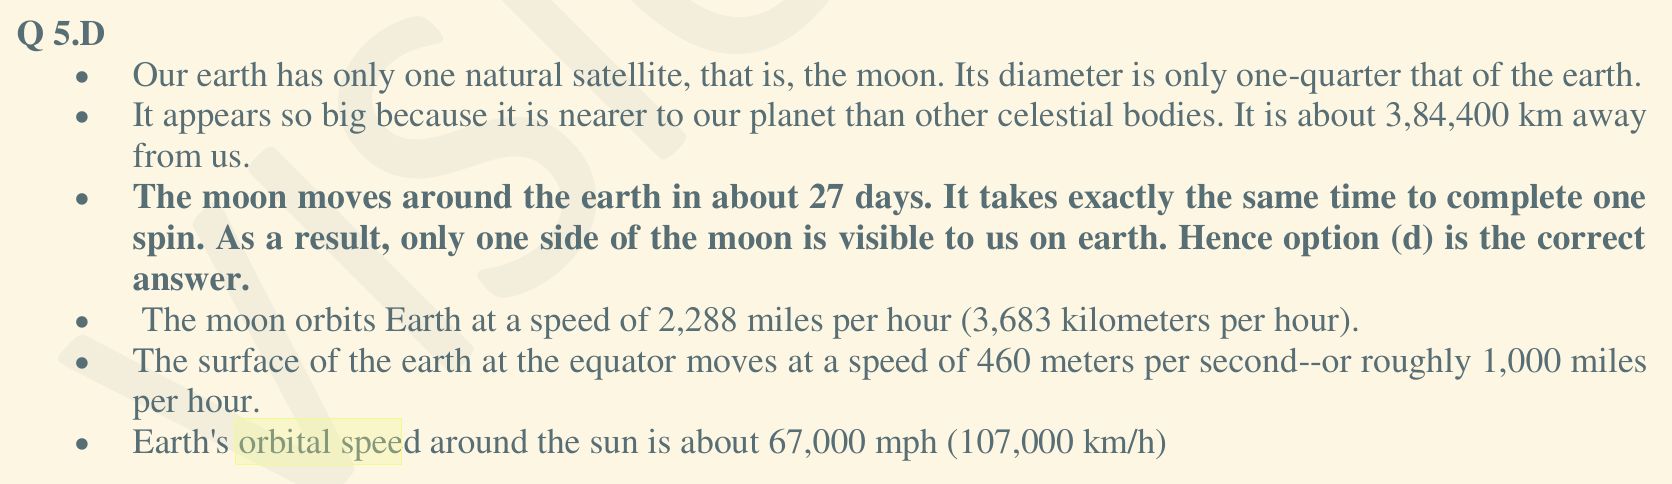 Q 5.D
• Our earth has only one natural satellite, that is, the moon. Its diameter is only one-quarter that of the earth.
• It appears so big because it is nearer to our planet than other celestial bodies. It is about 3,84,400 km away
from us.
• The moon moves around the earth in about 27 days. It takes exactly the same time to complete one
spin. As a result, only one side of the moon is visible to us on earth. Hence option (d) is the correct
answer.
• The moon orbits Earth at a speed of 2,288 miles per hour (3,683 kilometers per hour).
• The surface of the earth at the equator moves at a speed of 460 meters per second--or roughly 1,000 miles
per hour.
• Earth's orbital speed around the sun is about 67,000 mph (107,000 km/h)